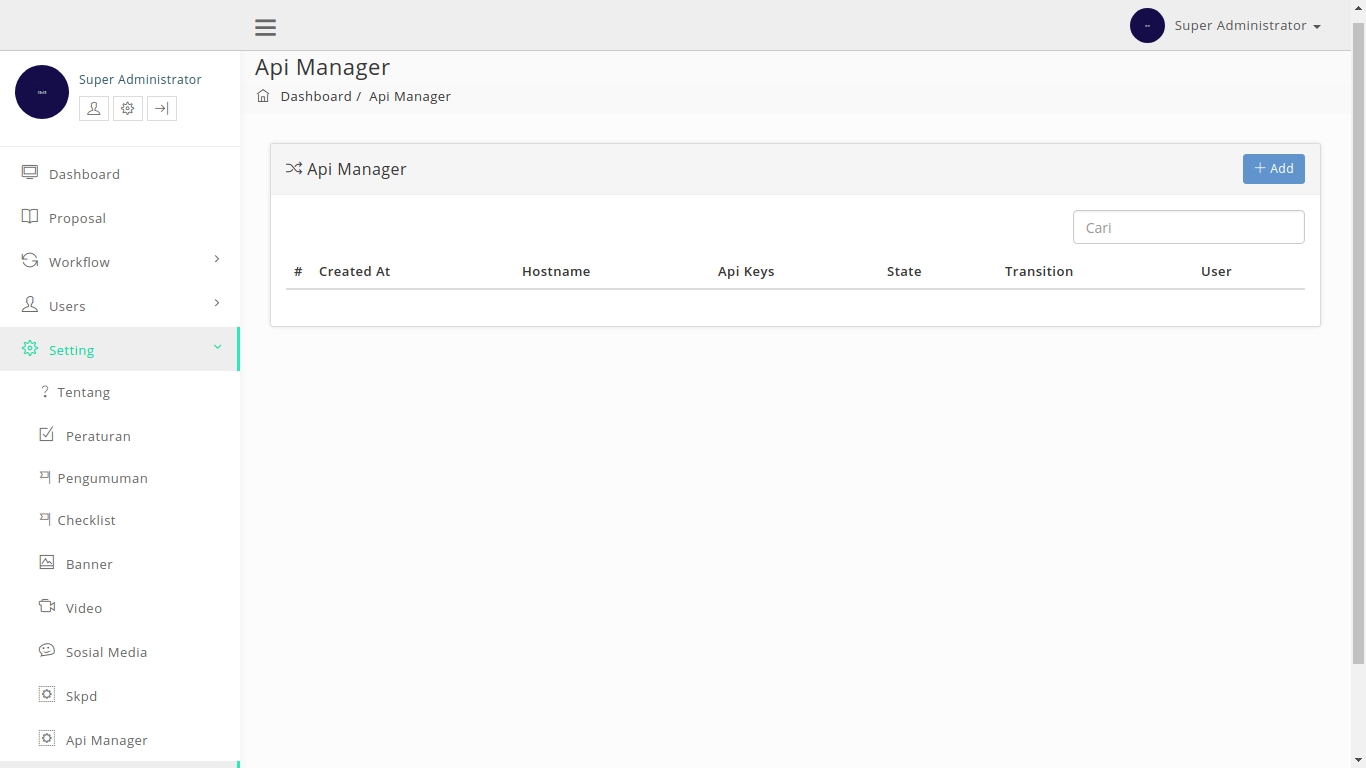 Super Administrator
Super Administrator
Api Manager
Dashboard / Api Manager
Api Manager
+ Add
Cari
# Created At Hostname Api Keys State Transition User
Dashboard
Proposal
Workflow
Users
Setting
? Tentang
Peraturan
Pengumuman
Checklist
Banner
Video
Sosial Media
Skpd
Api Manager